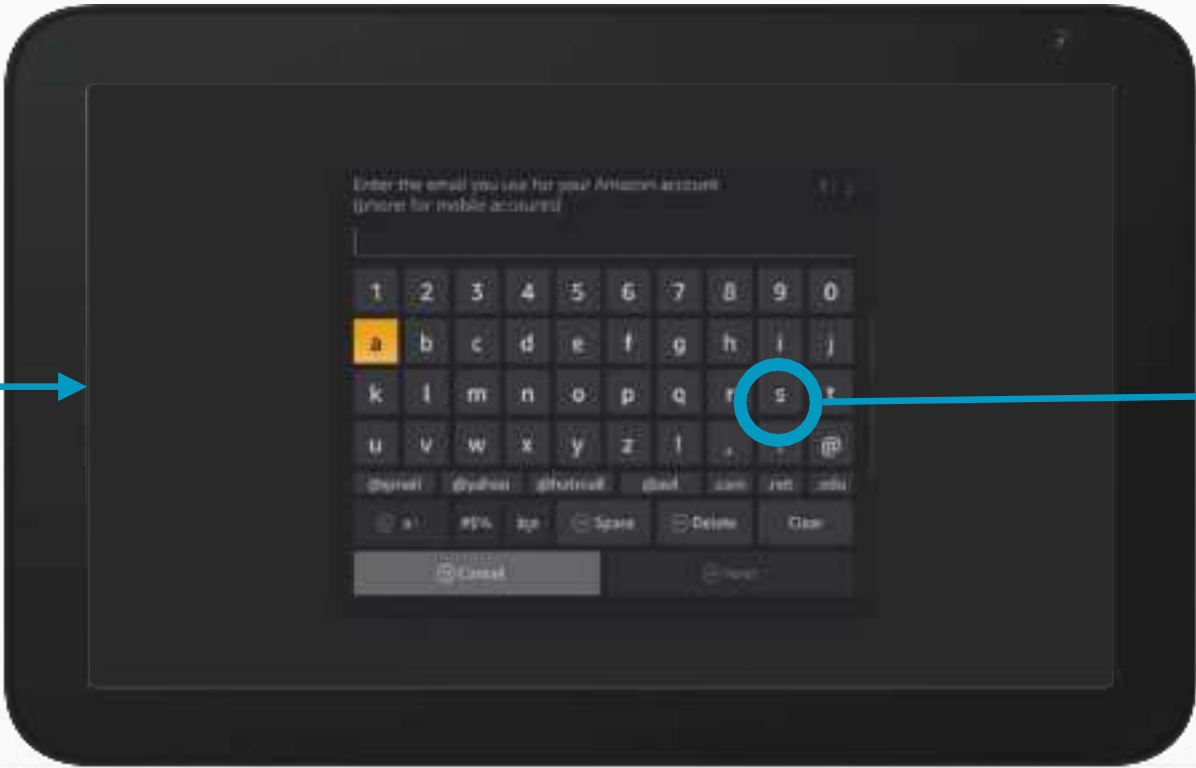 Enter the email you use for your Amazon account
(phone for mobile accounts)
1 2 3 4 5 6 7 8 9 0
a b c d e f g h i j
k l m n o p q r s t
u v w x y z @
@gmail @yahoo @hotmail @aol .com .net .edu
#$% Space Delete Clear
Cancel Next